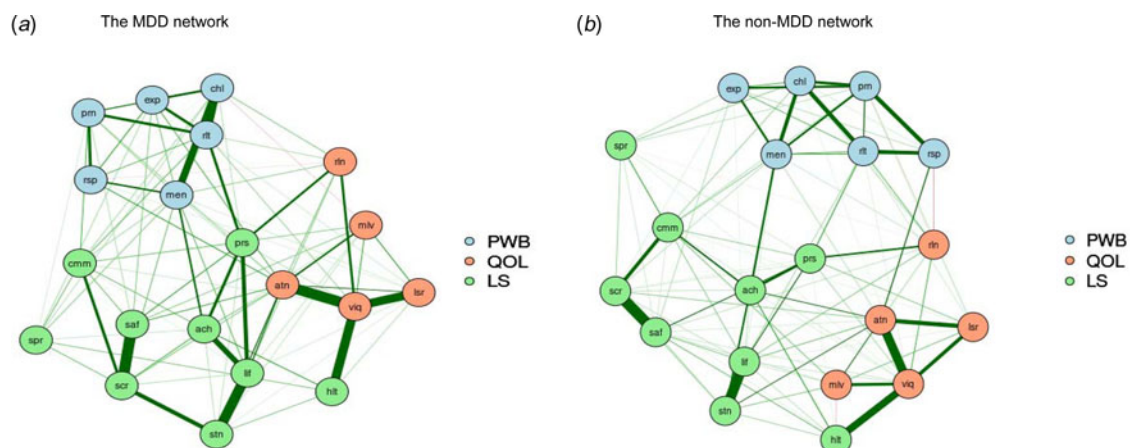 (a) The MDD network
(b) The non-MDD network
chl
exp
prn
rlt
rsp
men
rln
mlv
prs
cmm
atn
lsr
viq
saf
ach
spr
lif
scr
hlt
stn
PWB
QOL
LS
chl
exp
prn
spr
men
rlt
rsp
cmm
rln
prs
scr
ach
atn
lsr
saf
lif
mlv
viq
stn
hlt
PWB
QOL
LS